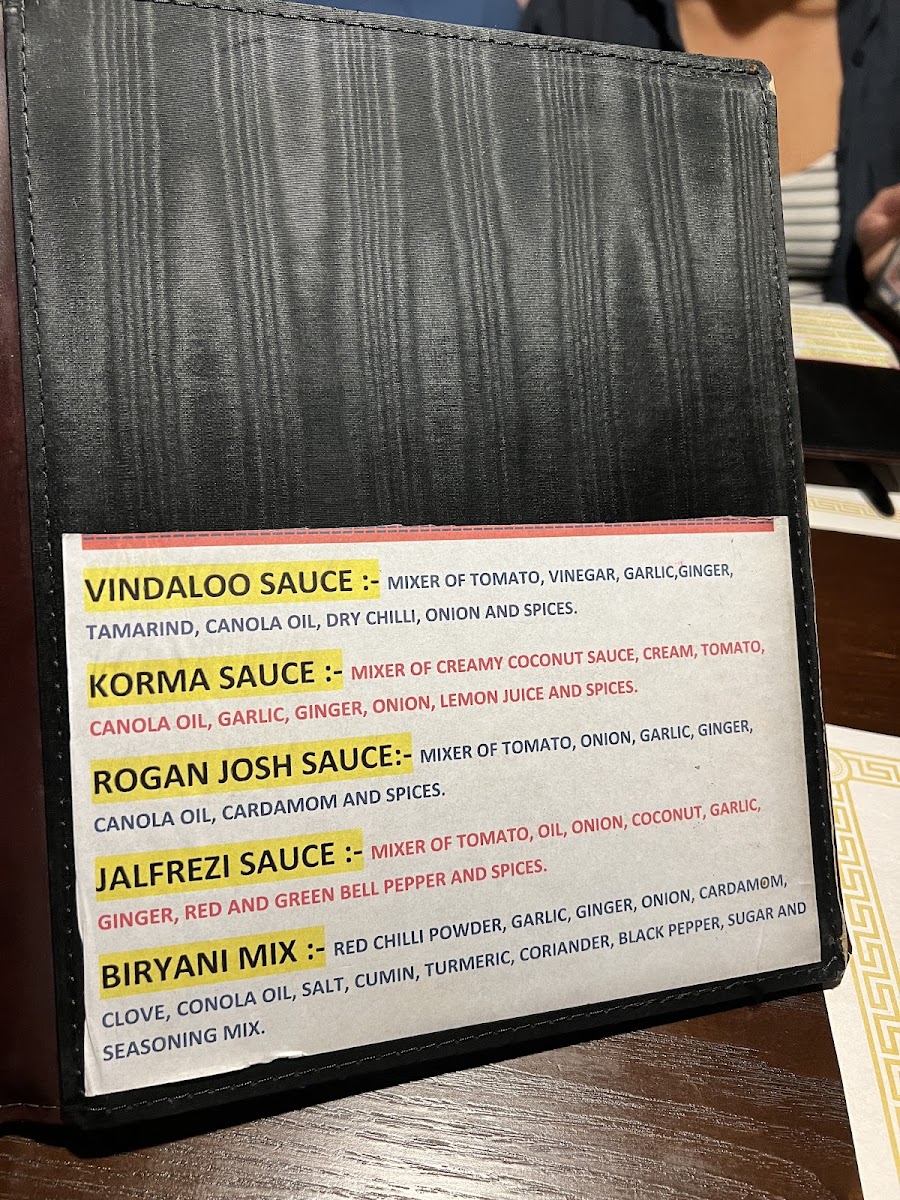 VINDALOO SAUCE :- MIXER OF TOMATO, VINEGAR, GARLIC,GINGER,
TAMARIND, CANOLA OIL, DRY CHILLI, ONION AND SPICES.
KORMA SAUCE :- MIXER OF CREAMY COCONUT SAUCE, CREAM, TOMATO,
CANOLA OIL, GARLIC, GINGER, ONION, LEMON JUICE AND SPICES.
ROGAN JOSH SAUCE:- MIXER OF TOMATO, ONION, GARLIC, GINGER,
CANOLA OIL, CARDAMOM AND SPICES.
JALFREZI SAUCE :- MIXER OF TOMATO, OIL, ONION, COCONUT, GARLIC,
GINGER, RED AND GREEN BELL PEPPER AND SPICES.
BIRYANI MIX :- RED CHILLI POWDER, GARLIC, GINGER, ONION, CARDAMOM,
CLOVE, CONOLA OIL, SALT, CUMIN, TURMERIC, CORIANDER, BLACK PEPPER, SUGAR AND
SEASONING MIX.